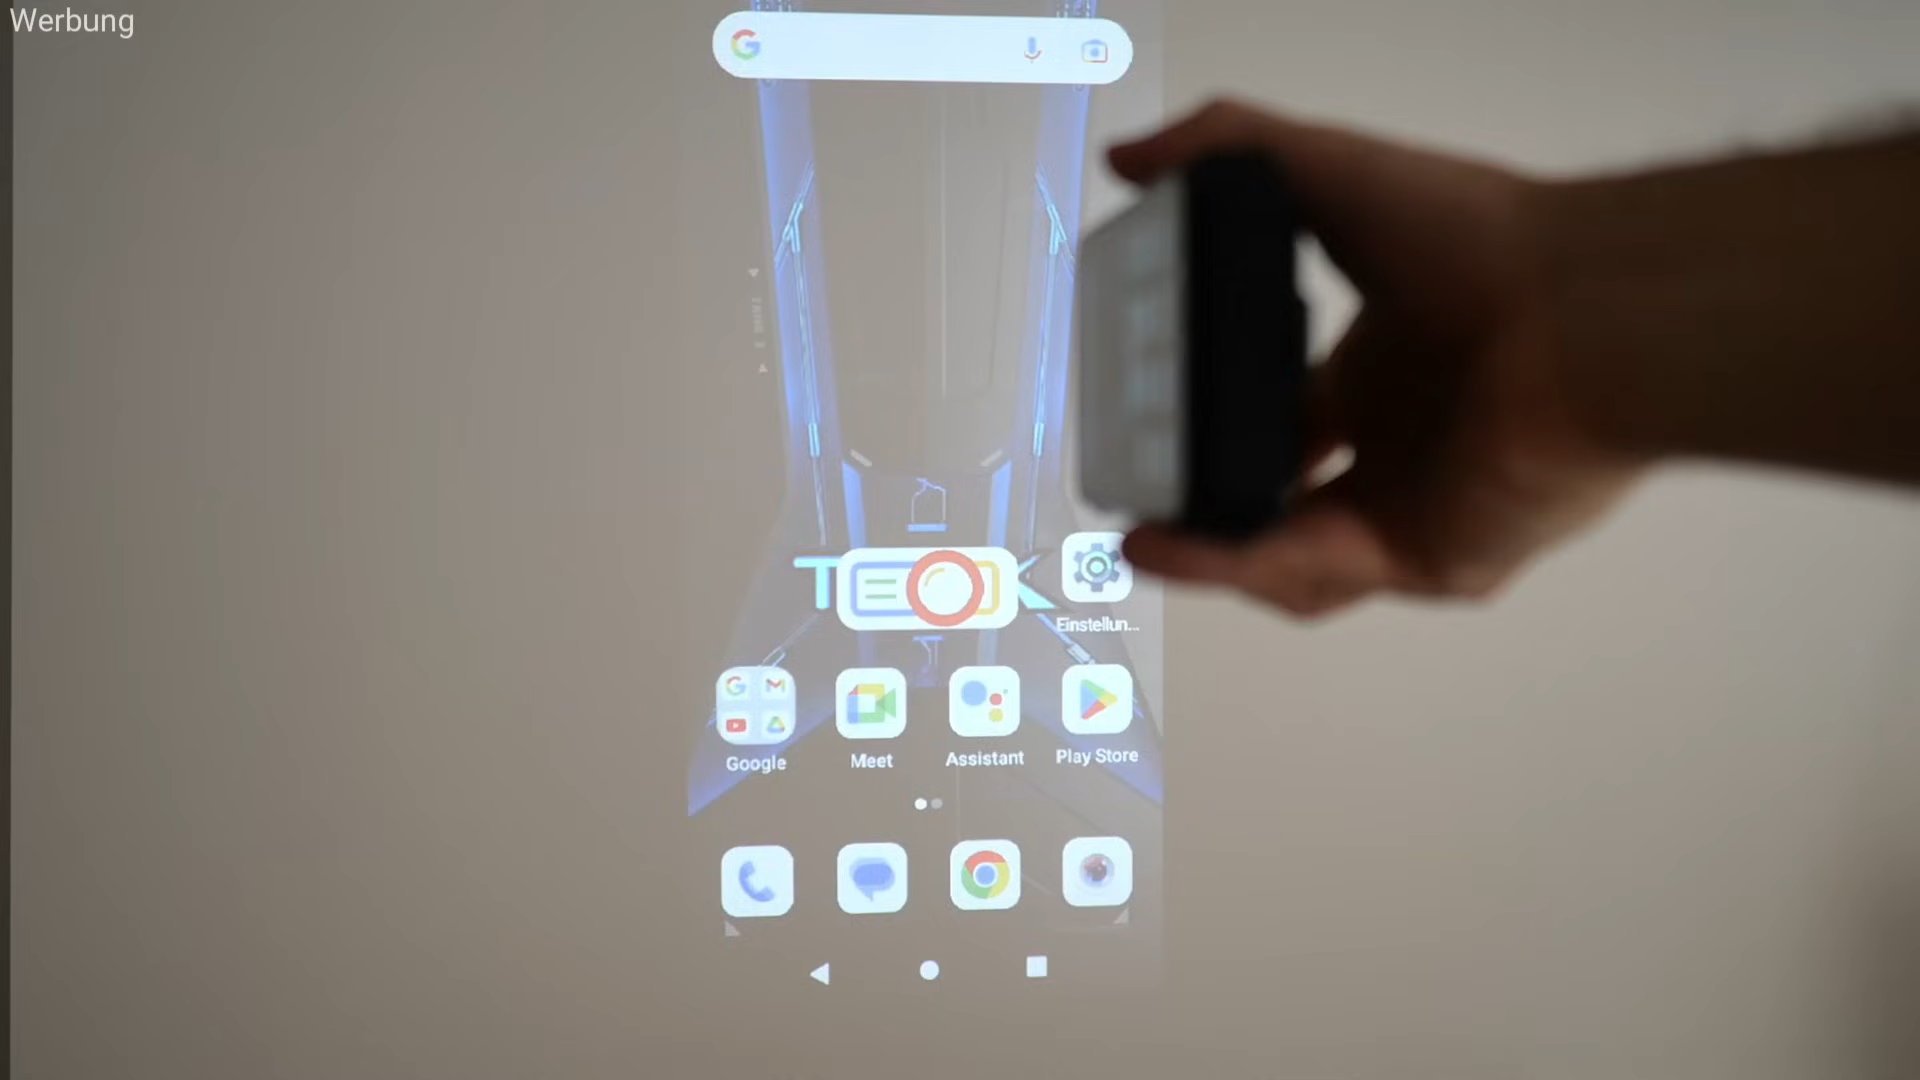 Werbung
Einstellun...
Google
Meet
Assistant
Play Store